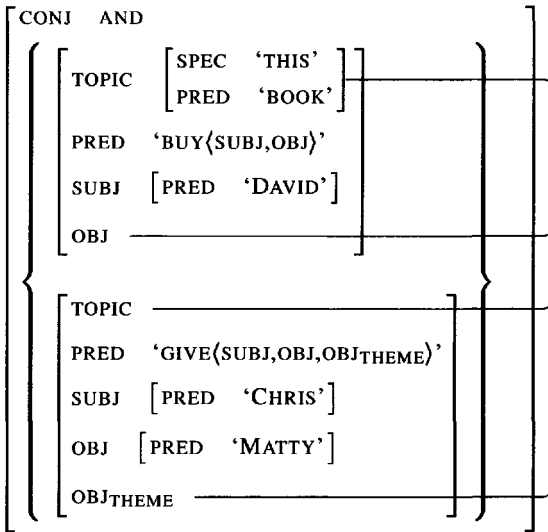 CONJ AND
TOPIC [SPEC ‘THIS’
PRED ‘BOOK’]
PRED ‘BUY⟨SUBJ,OBJ⟩’
SUBJ [PRED ‘DAVID’]
OBJ
TOPIC
PRED ‘GIVE⟨SUBJ,OBJ,OBJTHEME⟩’
SUBJ [PRED ‘CHRIS’]
OBJ [PRED ‘MATTY’]
OBJTHEME